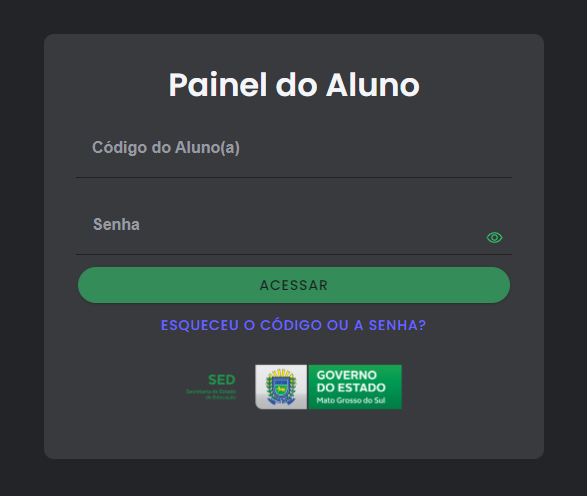 Painel do Aluno
Código do Aluno(a)
Senha
ACESSAR
ESQUECEU O CÓDIGO OU A SENHA?
SED
Secretaria de Estado
de Educação
GOVERNO
DO ESTADO
Mato Grosso do Sul